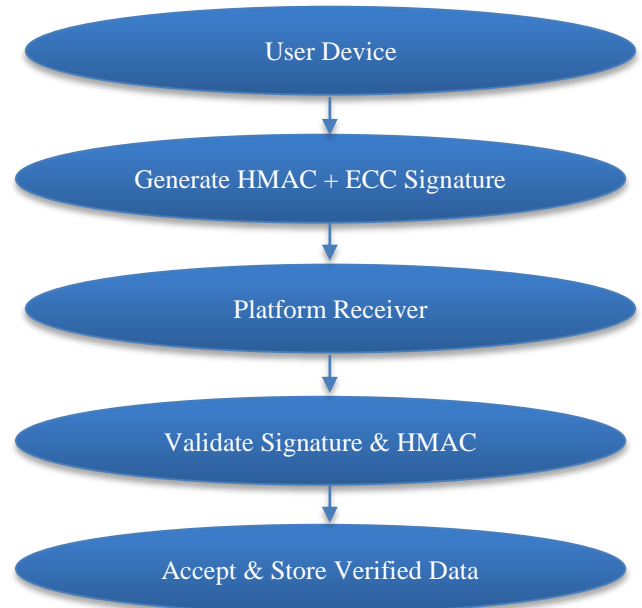 User Device
Generate HMAC + ECC Signature
Platform Receiver
Validate Signature & HMAC
Accept & Store Verified Data